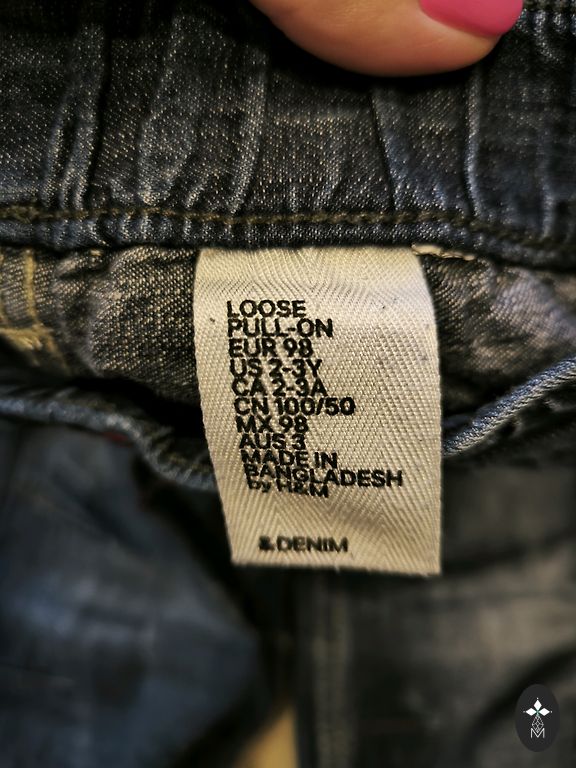 LOOSE
PULL-ON
EUR 98
US 2-3Y
CA 2-3A
CN 100/50
MX 98
AUS 3
MADE IN
BANGLADESH
By H&M
& DENIM
M